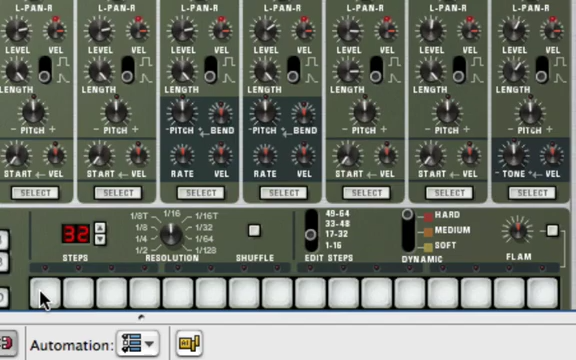 L-PAN-R L-PAN-R L-PAN-R L-PAN-R L-PAN-R L-PAN-R L-PAN-R
LEVEL VEL LEVEL VEL LEVEL VEL LEVEL VEL LEVEL VEL LEVEL VEL LEVEL VEL
LENGTH LENGTH LENGTH LENGTH LENGTH LENGTH LENGTH
- PITCH + - PITCH + -PITCH BEND -PITCH BEND - PITCH + - PITCH + - PITCH +
START VEL START VEL RATE VEL RATE VEL START VEL START VEL - TONE + VEL
SELECT SELECT SELECT SELECT SELECT SELECT SELECT
32
STEPS
1/8T 1/16 1/16T
1/8 1/32
1/4 1/64
1/2 1/128
RESOLUTION
SHUFFLE
49-64
33-48
17-32
1-16
EDIT STEPS
HARD
MEDIUM
SOFT
DYNAMIC
FLAM
Automation: